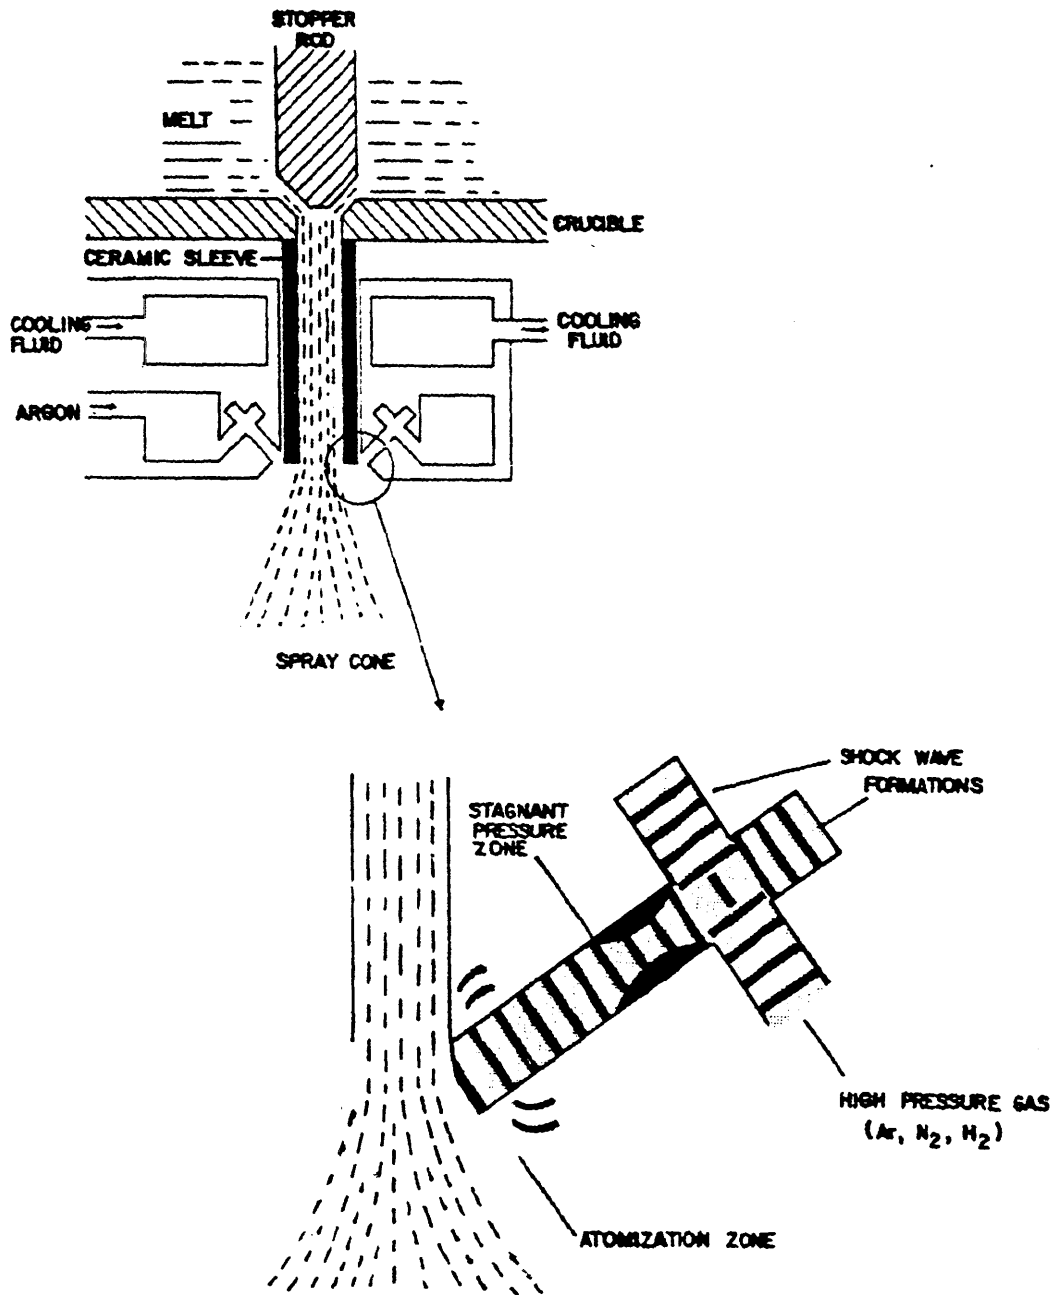 STOPPER
ROD
MELT
CRUCIBLE
CERAMIC SLEEVE
COOLING
FLUID
COOLING
FLUID
ARGON
SPRAY CONE
SHOCK WAVE
FORMATIONS
STAGNANT
PRESSURE
ZONE
HIGH PRESSURE GAS
(Ar, N₂, H₂)
ATOMIZATION ZONE